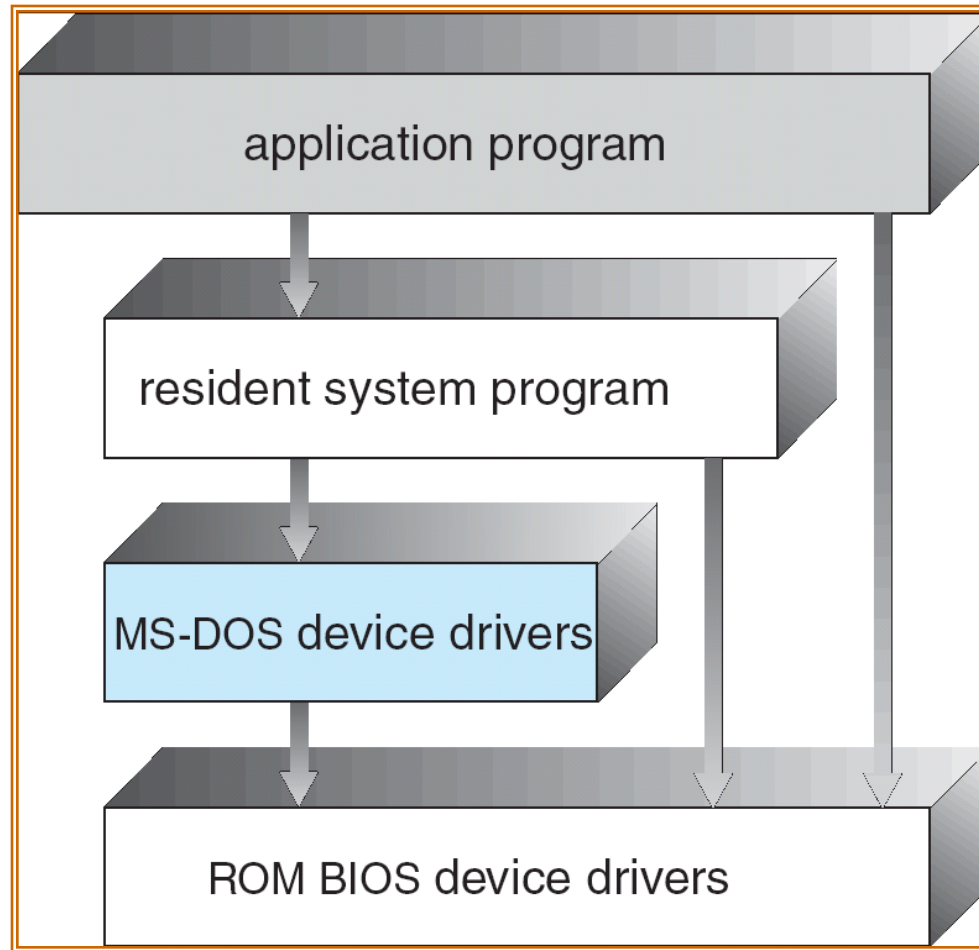 application program
resident system program
MS-DOS device drivers
ROM BIOS device drivers